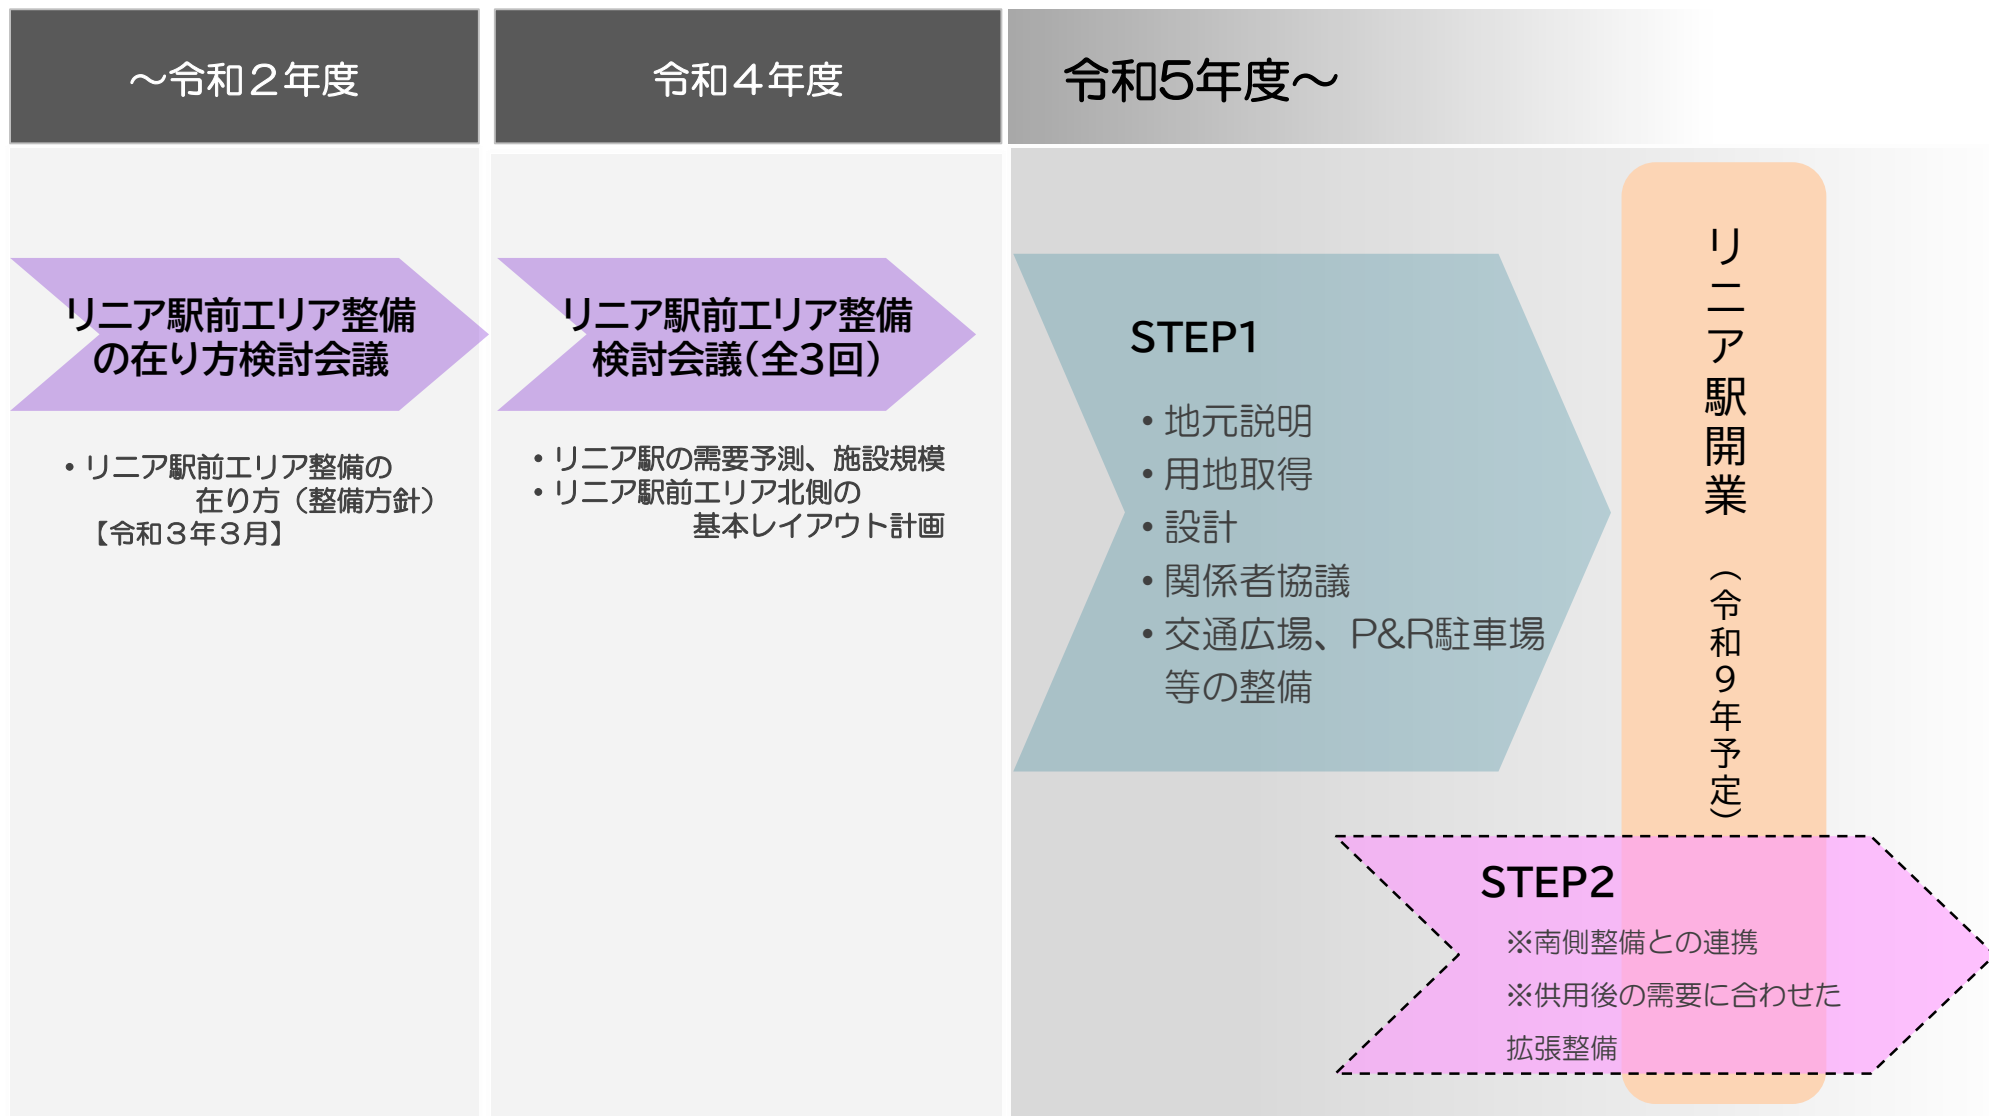 ～令和２年度
令和４年度
令和5年度～
リニア駅前エリア整備
の在り方検討会議
・リニア駅前エリア整備の
在り方（整備方針）
【令和３年３月】
リニア駅前エリア整備
検討会議（全３回）
・リニア駅の需要予測、施設規模
・リニア駅前エリア北側の
基本レイアウト計画
STEP1
・地元説明
・用地取得
・設計
・関係者協議
・交通広場、P&R駐車場
等の整備
リニア駅開業 （令和９年予定）
STEP2
※南側整備との連携
※供用後の需要に合わせた
拡張整備